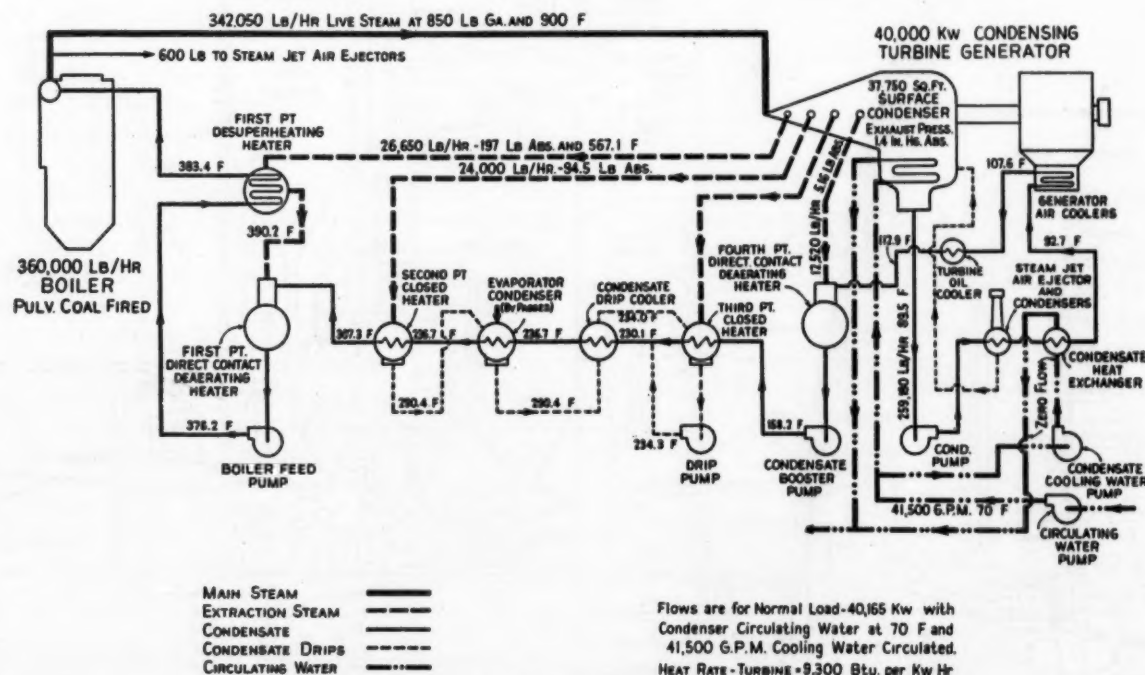 342,050 LB/HR LIVE STEAM AT 850 LB GA. AND 900 F
600 LB TO STEAM JET AIR EJECTORS
40,000 KW CONDENSING
TURBINE GENERATOR
37,750 SQ.FT.
SURFACE
CONDENSER
EXHAUST PRESS.
1.4 IN. HG. ABS.
FIRST PT
DESUPERHEATING
HEATER
26,650 LB/HR.-197 LB ABS. AND 567.1 F
24,000 LB/HR.-94.5 LB ABS.
383.4 F
390.2 F
17,520 LB/HR 5.16 LB ABS.
107.6 F
GENERATOR
AIR COOLERS
92.7 F
112.9 F
TURBINE
OIL
COOLER
STEAM JET
AIR EJECTOR
AND
CONDENSERS
360,000 LB/HR
BOILER
PULV. COAL FIRED
FOURTH PT.
DIRECT CONTACT
DEAERATING
HEATER
SECOND PT
CLOSED
HEATER
EVAPORATOR
CONDENSER
(BY PASSED)
CONDENSATE
DRIP COOLER
234.0 F
THIRD PT.
CLOSED
HEATER
307.3 F
236.7 F
236.7 F
230.1
FIRST PT.
DIRECT CONTACT
DEAERATING
HEATER
290.4 F
290.4 F
259,180 LB/HR 88.5 F
CONDENSATE
HEAT
EXCHANGER
ZERO FLOW
376.2 F
234.3 F
158.2 F
BOILER FEED
PUMP
DRIP
PUMP
CONDENSATE
BOOSTER
PUMP
COND.
PUMP
CONDENSATE
COOLING WATER
PUMP
41,500 G.P.M. 70 F
CIRCULATING
WATER
PUMP
MAIN STEAM
EXTRACTION STEAM
CONDENSATE
CONDENSATE DRIPS
CIRCULATING WATER
Flows are for Normal Load-40,165 Kw with
Condenser Circulating Water at 70 F and
41,500 G.P.M. Cooling Water Circulated.
HEAT RATE-TURBINE=9,300 Btu. per Kw Hr